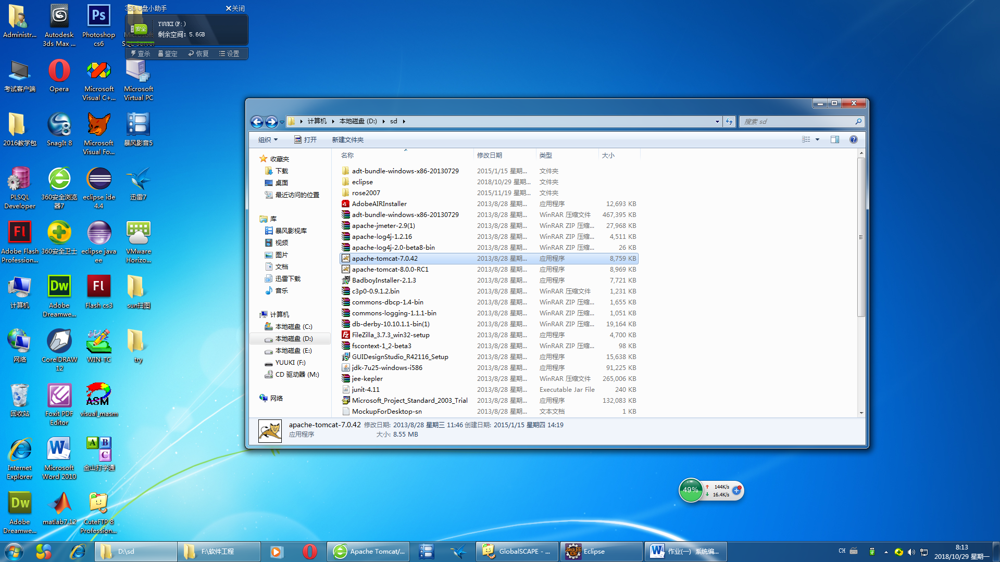 360 U盘小助手
关闭
YUUKI(F:)
安全
剩余空间: 5.6GB
查杀 鉴定 恢复 设置
Administr...
Autodesk
3ds Max ...
Ps
Photoshop
cs6
考试客户端
Opera
Microsoft
Visual C+...
Microsoft
Virtual PC
2016教学包
SnagIt 8
Microsoft
Visual Fo...
暴风影音5
PLSQL
Developer
360安全浏览
器7
eclipse ide
4.4
迅雷7
Fl
Adobe Flash
Profession...
360安全卫士
eclipse java
ee
VMware
Horizo...
计算机
Dw
Adobe
Dreamwe...
Fl
Flash cs3
sun扫图
网络
CorelDRAW
12
WIN-TC
try
回收站
Foxit PDF
Editor
ASM
visual_masm
Internet
Explorer
Microsoft
Word 2010
A B C
金山打字通
Dw
Adobe
Dreamwe...
matlab7.12
CuteFTP 8
Profession...
计算机 本地磁盘 (D:) sd
搜索 sd
组织 打开 新建文件夹
收藏夹
下载
桌面
最近访问的位置
库
暴风影视库
视频
图片
文档
迅雷下载
音乐
计算机
本地磁盘 (C:)
本地磁盘 (D:)
本地磁盘 (E:)
YUUKI (F:)
CD 驱动器 (M:)
网络
名称 修改日期 类型 大小
adt-bundle-windows-x86-20130729 2015/1/15 星期... 文件夹
eclipse 2018/10/29 星期... 文件夹
rose2007 2015/11/19 星期... 文件夹
AdobeAIRInstaller 2013/8/28 星期... 应用程序 12,693 KB
adt-bundle-windows-x86-20130729 2013/8/28 星期... WinRAR 压缩文件 467,395 KB
apache-jmeter-2.9(1) 2013/8/28 星期... WinRAR ZIP 压缩... 27,968 KB
apache-log4j-1.2.16 2013/8/28 星期... WinRAR ZIP 压缩... 4,511 KB
apache-log4j-2.0-beta8-bin 2013/8/28 星期... WinRAR ZIP 压缩... 26 KB
apache-tomcat-7.0.42 2013/8/28 星期... 应用程序 8,759 KB
apache-tomcat-8.0.0-RC1 2013/8/28 星期... 应用程序 8,969 KB
BadboyInstaller-2.1.3 2013/8/28 星期... 应用程序 7,721 KB
c3p0-0.9.1.2.bin 2013/8/28 星期... WinRAR 压缩文件 1,231 KB
commons-dbcp-1.4-bin 2013/8/28 星期... WinRAR ZIP 压缩... 1,655 KB
commons-logging-1.1.1-bin 2013/8/28 星期... WinRAR ZIP 压缩... 1,051 KB
db-derby-10.10.1.1-bin(1) 2013/8/28 星期... WinRAR ZIP 压缩... 19,164 KB
FileZilla_3.7.3_win32-setup 2013/8/28 星期... 应用程序 4,700 KB
fscontext-1_2-beta3 2013/8/28 星期... WinRAR ZIP 压缩... 98 KB
GUIDesignStudio_R42116_Setup 2013/8/28 星期... 应用程序 15,638 KB
jdk-7u25-windows-i586 2013/8/28 星期... 应用程序 91,225 KB
jee-kepler 2013/8/28 星期... WinRAR 压缩文件 265,006 KB
junit-4.11 2013/8/28 星期... Executable Jar File 240 KB
Microsoft_Project_Standard_2003_Trial 2013/8/28 星期... 应用程序 132,083 KB
MockupForDesktop-sn 2013/8/28 星期... 文本文档 1 KB
apache-tomcat-7.0.42 修改日期: 2013/8/28 星期三 11:46 创建日期: 2015/1/15 星期四 14:19
应用程序 大小: 8.55 MB
49%
144K/s
16.4K/s
D:\sd
F:\软件工程
Apache Tomcat/...
GlobalSCAPE - ...
Java EE
IDE
Eclipse
作业(一) 系统编...
CH
8:13
2018/10/29 星期一